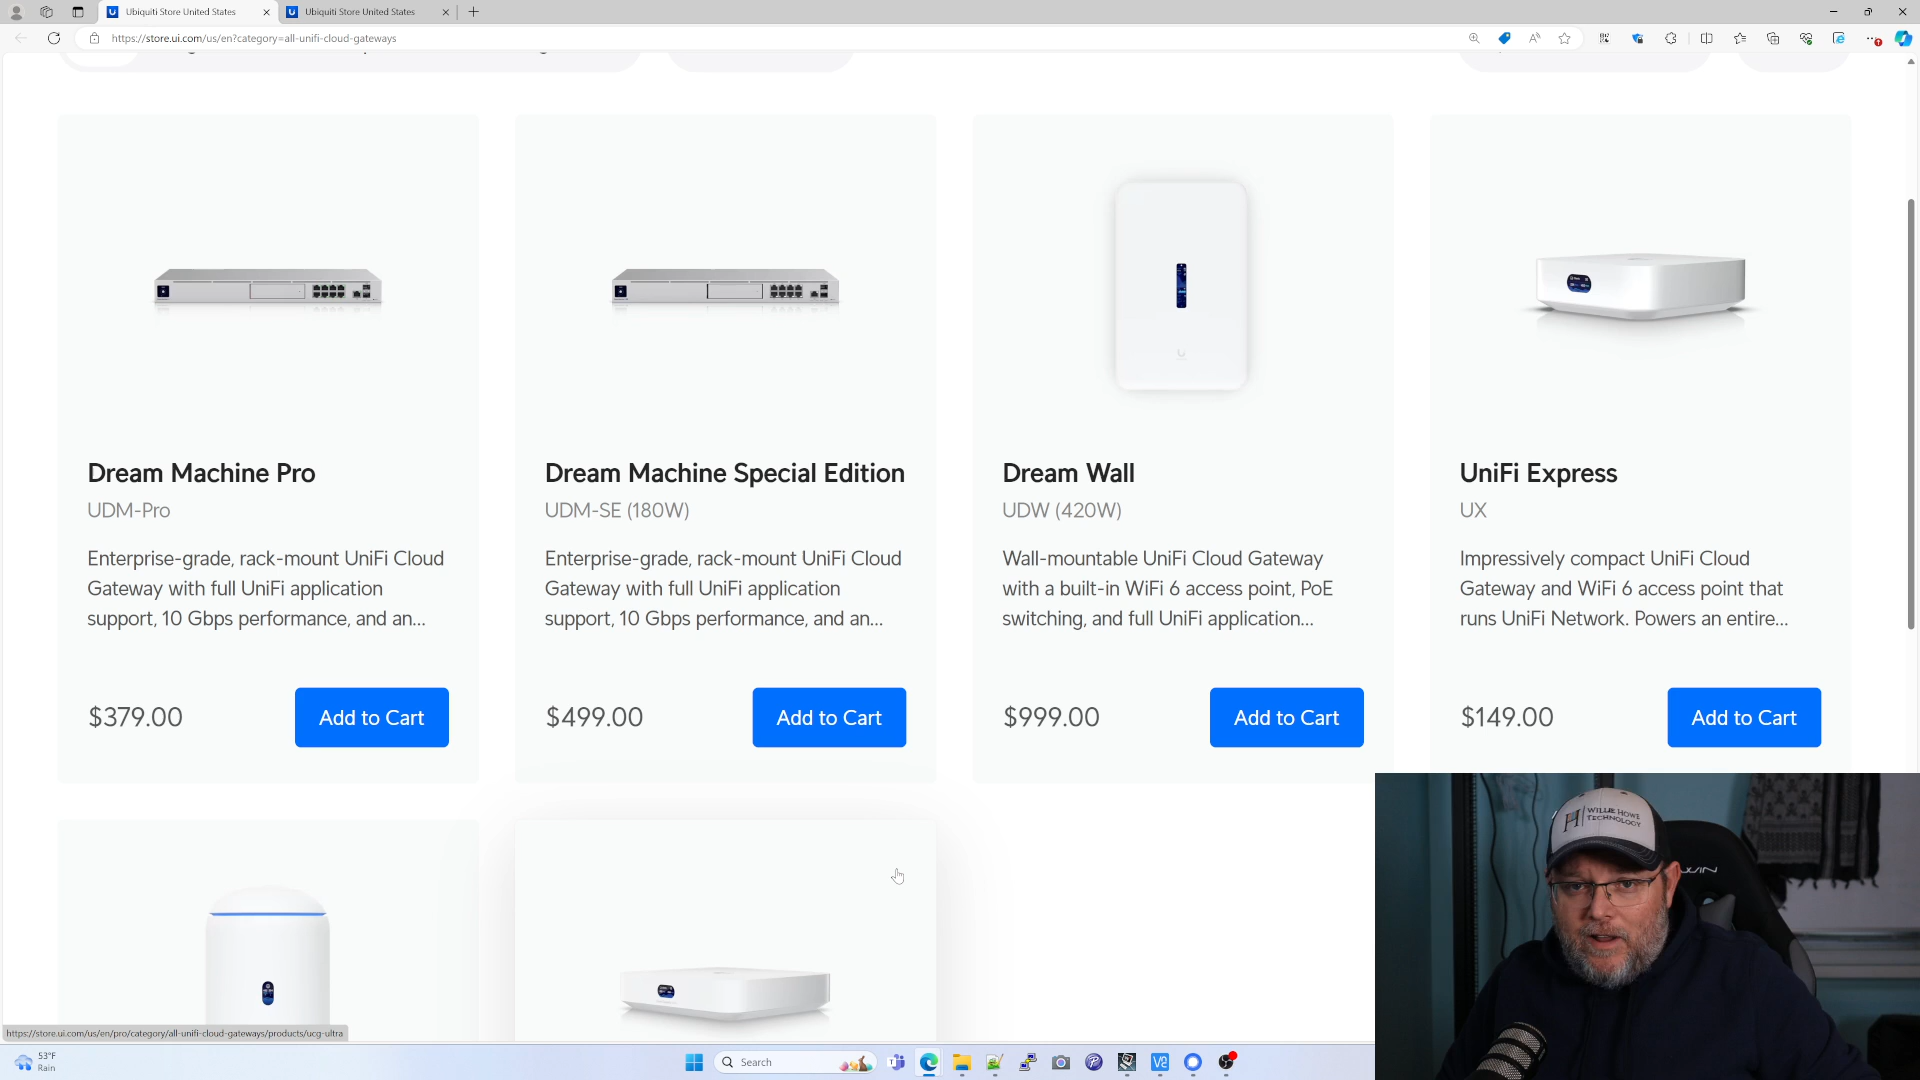 Ubiquiti Store United States
Ubiquiti Store United States
https://store.ui.com/us/en?category=all-unifi-cloud-gateways
Dream Machine Pro
UDM-Pro
Enterprise-grade, rack-mount UniFi Cloud
Gateway with full UniFi application
support, 10 Gbps performance, and an...
$379.00
Add to Cart
Dream Machine Special Edition
UDM-SE (180W)
Enterprise-grade, rack-mount UniFi Cloud
Gateway with full UniFi application
support, 10 Gbps performance, and an...
$499.00
Add to Cart
Dream Wall
UDW (420W)
Wall-mountable UniFi Cloud Gateway
with a built-in WiFi 6 access point, PoE
switching, and full UniFi application...
$999.00
Add to Cart
UniFi Express
UX
Impressively compact UniFi Cloud
Gateway and WiFi 6 access point that
runs UniFi Network. Powers an entire...
$149.00
Add to Cart
WILLIE HOWE
TECHNOLOGY
https://store.ui.com/us/en/pro/category/all-unifi-cloud-gateways/products/ucg-ultra
53°F
Rain
Search